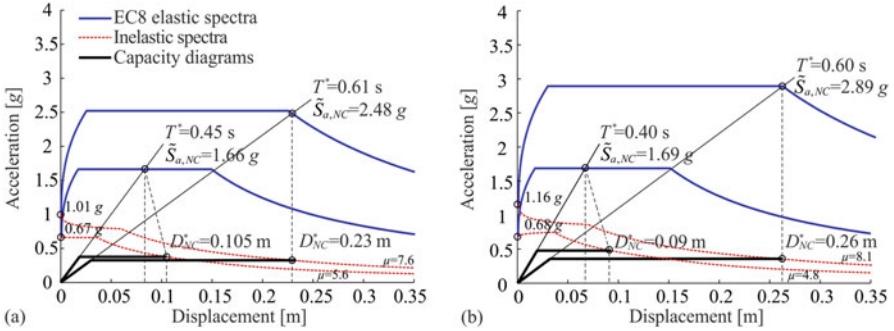 EC8 elastic spectra
Inelastic spectra
Capacity diagrams
Acceleration [g]
4
3.5
3
2.5
2
1.5
1
0.5
0
T*=0.61 s
S̃a,NC=2.48 g
T*=0.45 s
S̃a,NC=1.66 g
1.01 g
0.67 g
D*NC=0.105 m
D*NC=0.23 m
μ=7.6
μ=5.6
0 0.05 0.1 0.15 0.2 0.25 0.3 0.35
(a)
Displacement [m]
Acceleration [g]
4
3.5
3
2.5
2
1.5
1
0.5
0
T*=0.60 s
S̃a,NC=2.89 g
T*=0.40 s
S̃a,NC=1.69 g
1.16 g
0.68 g
D*NC=0.09 m
D*NC=0.26 m
μ=8.1
μ=4.8
0 0.05 0.1 0.15 0.2 0.25 0.3 0.35
(b)
Displacement [m]